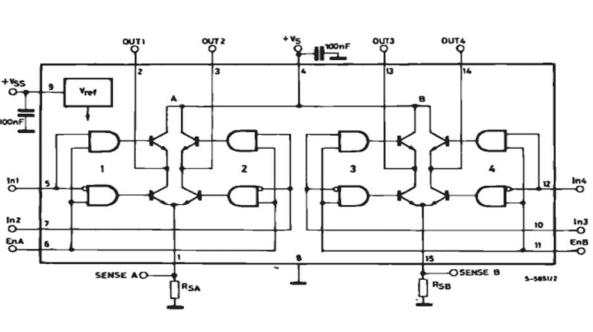 OUT1 OUT2 +Vs 100nF OUT3 OUT4
2 3 4 13 14
+VSS 9 Vref A B
100nF
1 2 3 4
In1 5 12 In4
In2 7 10 In3
EnA 6 11 EnB
1 8 15
SENSE A SENSE B S-5851/2
RSA RSB